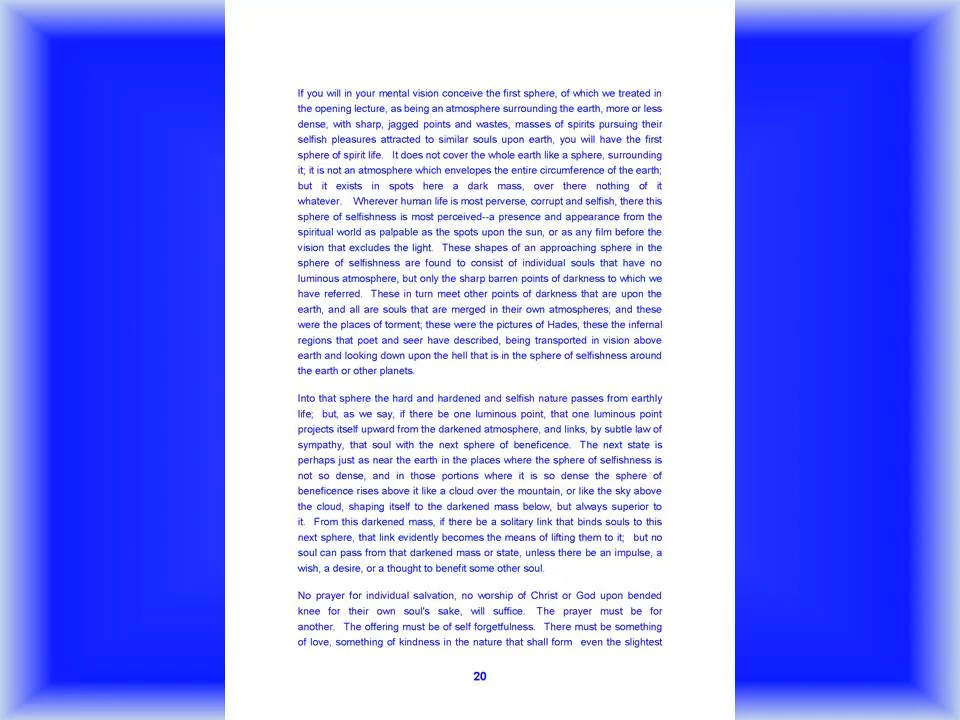 If you will in your mental vision conceive the first sphere, of which we treated in
the opening lecture, as being an atmosphere surrounding the earth, more or less
dense, with sharp, jagged points and wastes, masses of spirits pursuing their
selfish pleasures attracted to similar souls upon earth, you will have the first
sphere of spirit life.   It does not cover the whole earth like a sphere, surrounding
it; it is not an atmosphere which envelopes the entire circumference of the earth;
but it exists in spots here a dark mass, over there nothing of it
whatever.   Wherever human life is most perverse, corrupt and selfish, there this
sphere of selfishness is most perceived--a presence and appearance from the
spiritual world as palpable as the spots upon the sun, or as any film before the
vision that excludes the light.  These shapes of an approaching sphere in the
sphere of selfishness are found to consist of individual souls that have no
luminous atmosphere, but only the sharp barren points of darkness to which we
have referred.  These in turn meet other points of darkness that are upon the
earth, and all are souls that are merged in their own atmospheres; and these
were the places of torment; these were the pictures of Hades, these the infernal
regions that poet and seer have described, being transported in vision above
earth and looking down upon the hell that is in the sphere of selfishness around
the earth or other planets.
Into that sphere the hard and hardened and selfish nature passes from earthly
life;  but, as we say, if there be one luminous point, that one luminous point
projects itself upward from the darkened atmosphere, and links, by subtle law of
sympathy, that soul with the next sphere of beneficence.  The next state is
perhaps just as near the earth in the places where the sphere of selfishness is
not so dense, and in those portions where it is so dense the sphere of
beneficence rises above it like a cloud over the mountain, or like the sky above
the cloud, shaping itself to the darkened mass below, but always superior to
it.  From this darkened mass, if there be a solitary link that binds souls to this
next sphere, that link evidently becomes the means of lifting them to it;   but no
soul can pass from that darkened mass or state, unless there be an impulse, a
wish, a desire, or a thought to benefit some other soul.
No prayer for individual salvation, no worship of Christ or God upon bended
knee for their own soul's sake, will suffice.  The prayer must be for
another.  The offering must be of self forgetfulness.  There must be something
of love, something of kindness in the nature that shall form  even the slightest
20